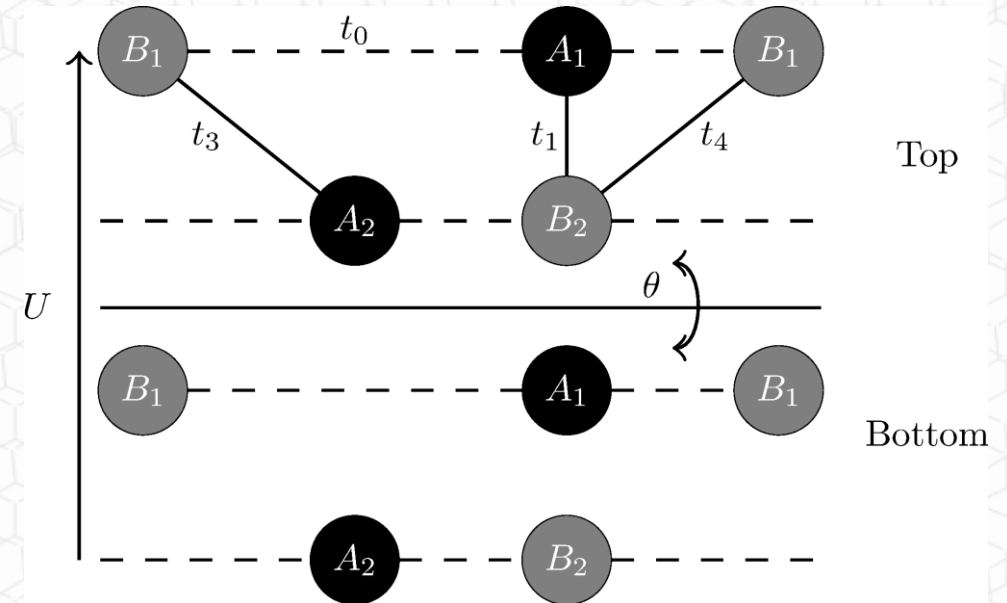 t₀
B₁ A₁ B₁
t₃ t₁ t₄
Top
A₂ B₂
θ
U
B₁ A₁ B₁
Bottom
A₂ B₂